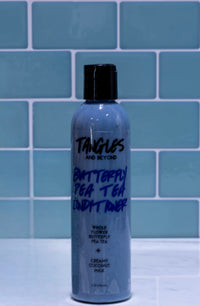 TANGLES
AND BEYOND
BUTTERFLY
PEA TEA
CONDITIONER
WHOLE
FLOWER
BUTTERFLY
PEA TEA
+
CREAMY
COCONUT
MILK